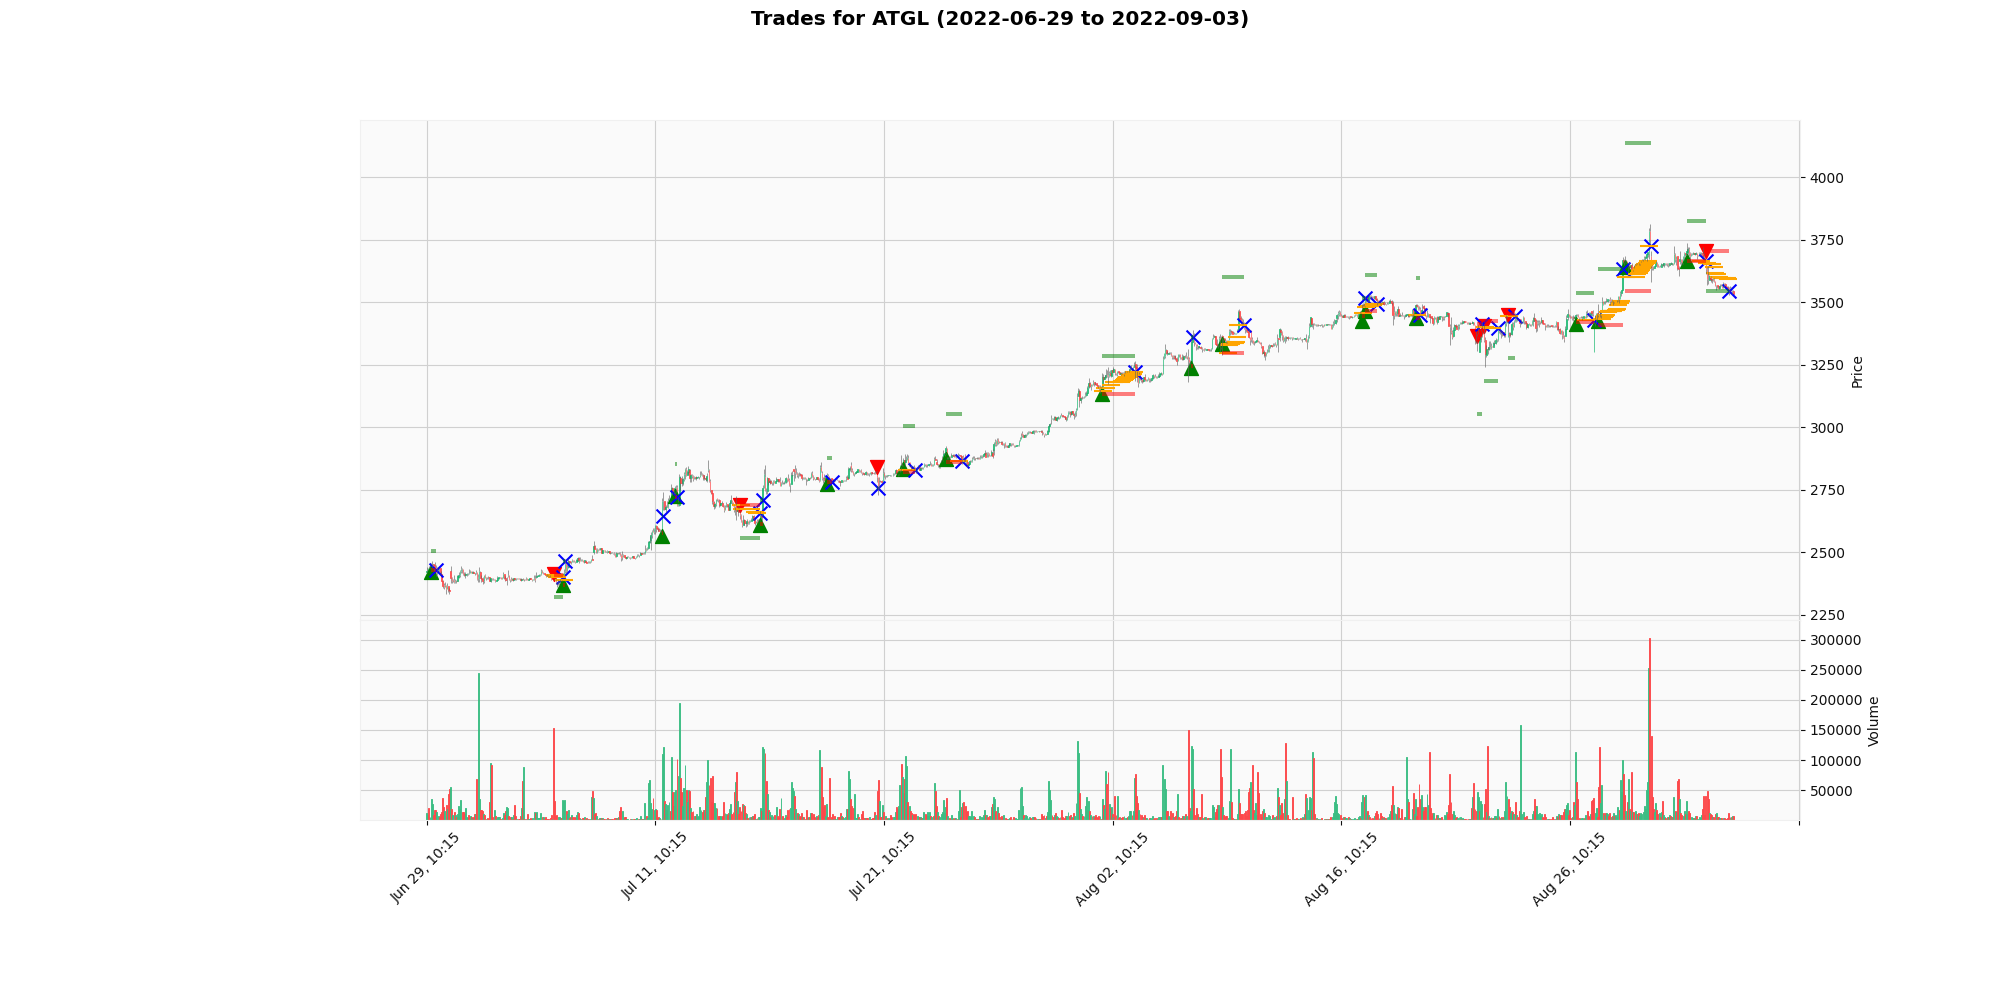 Trades for ATGL (2022-06-29 to 2022-09-03)
4000
3750
3500
3250
3000
2750
2500
2250
Price
300000
250000
200000
150000
100000
50000
Volume
Jun 29, 10:15
Jul 11, 10:15
Jul 21, 10:15
Aug 02, 10:15
Aug 16, 10:15
Aug 26, 10:15